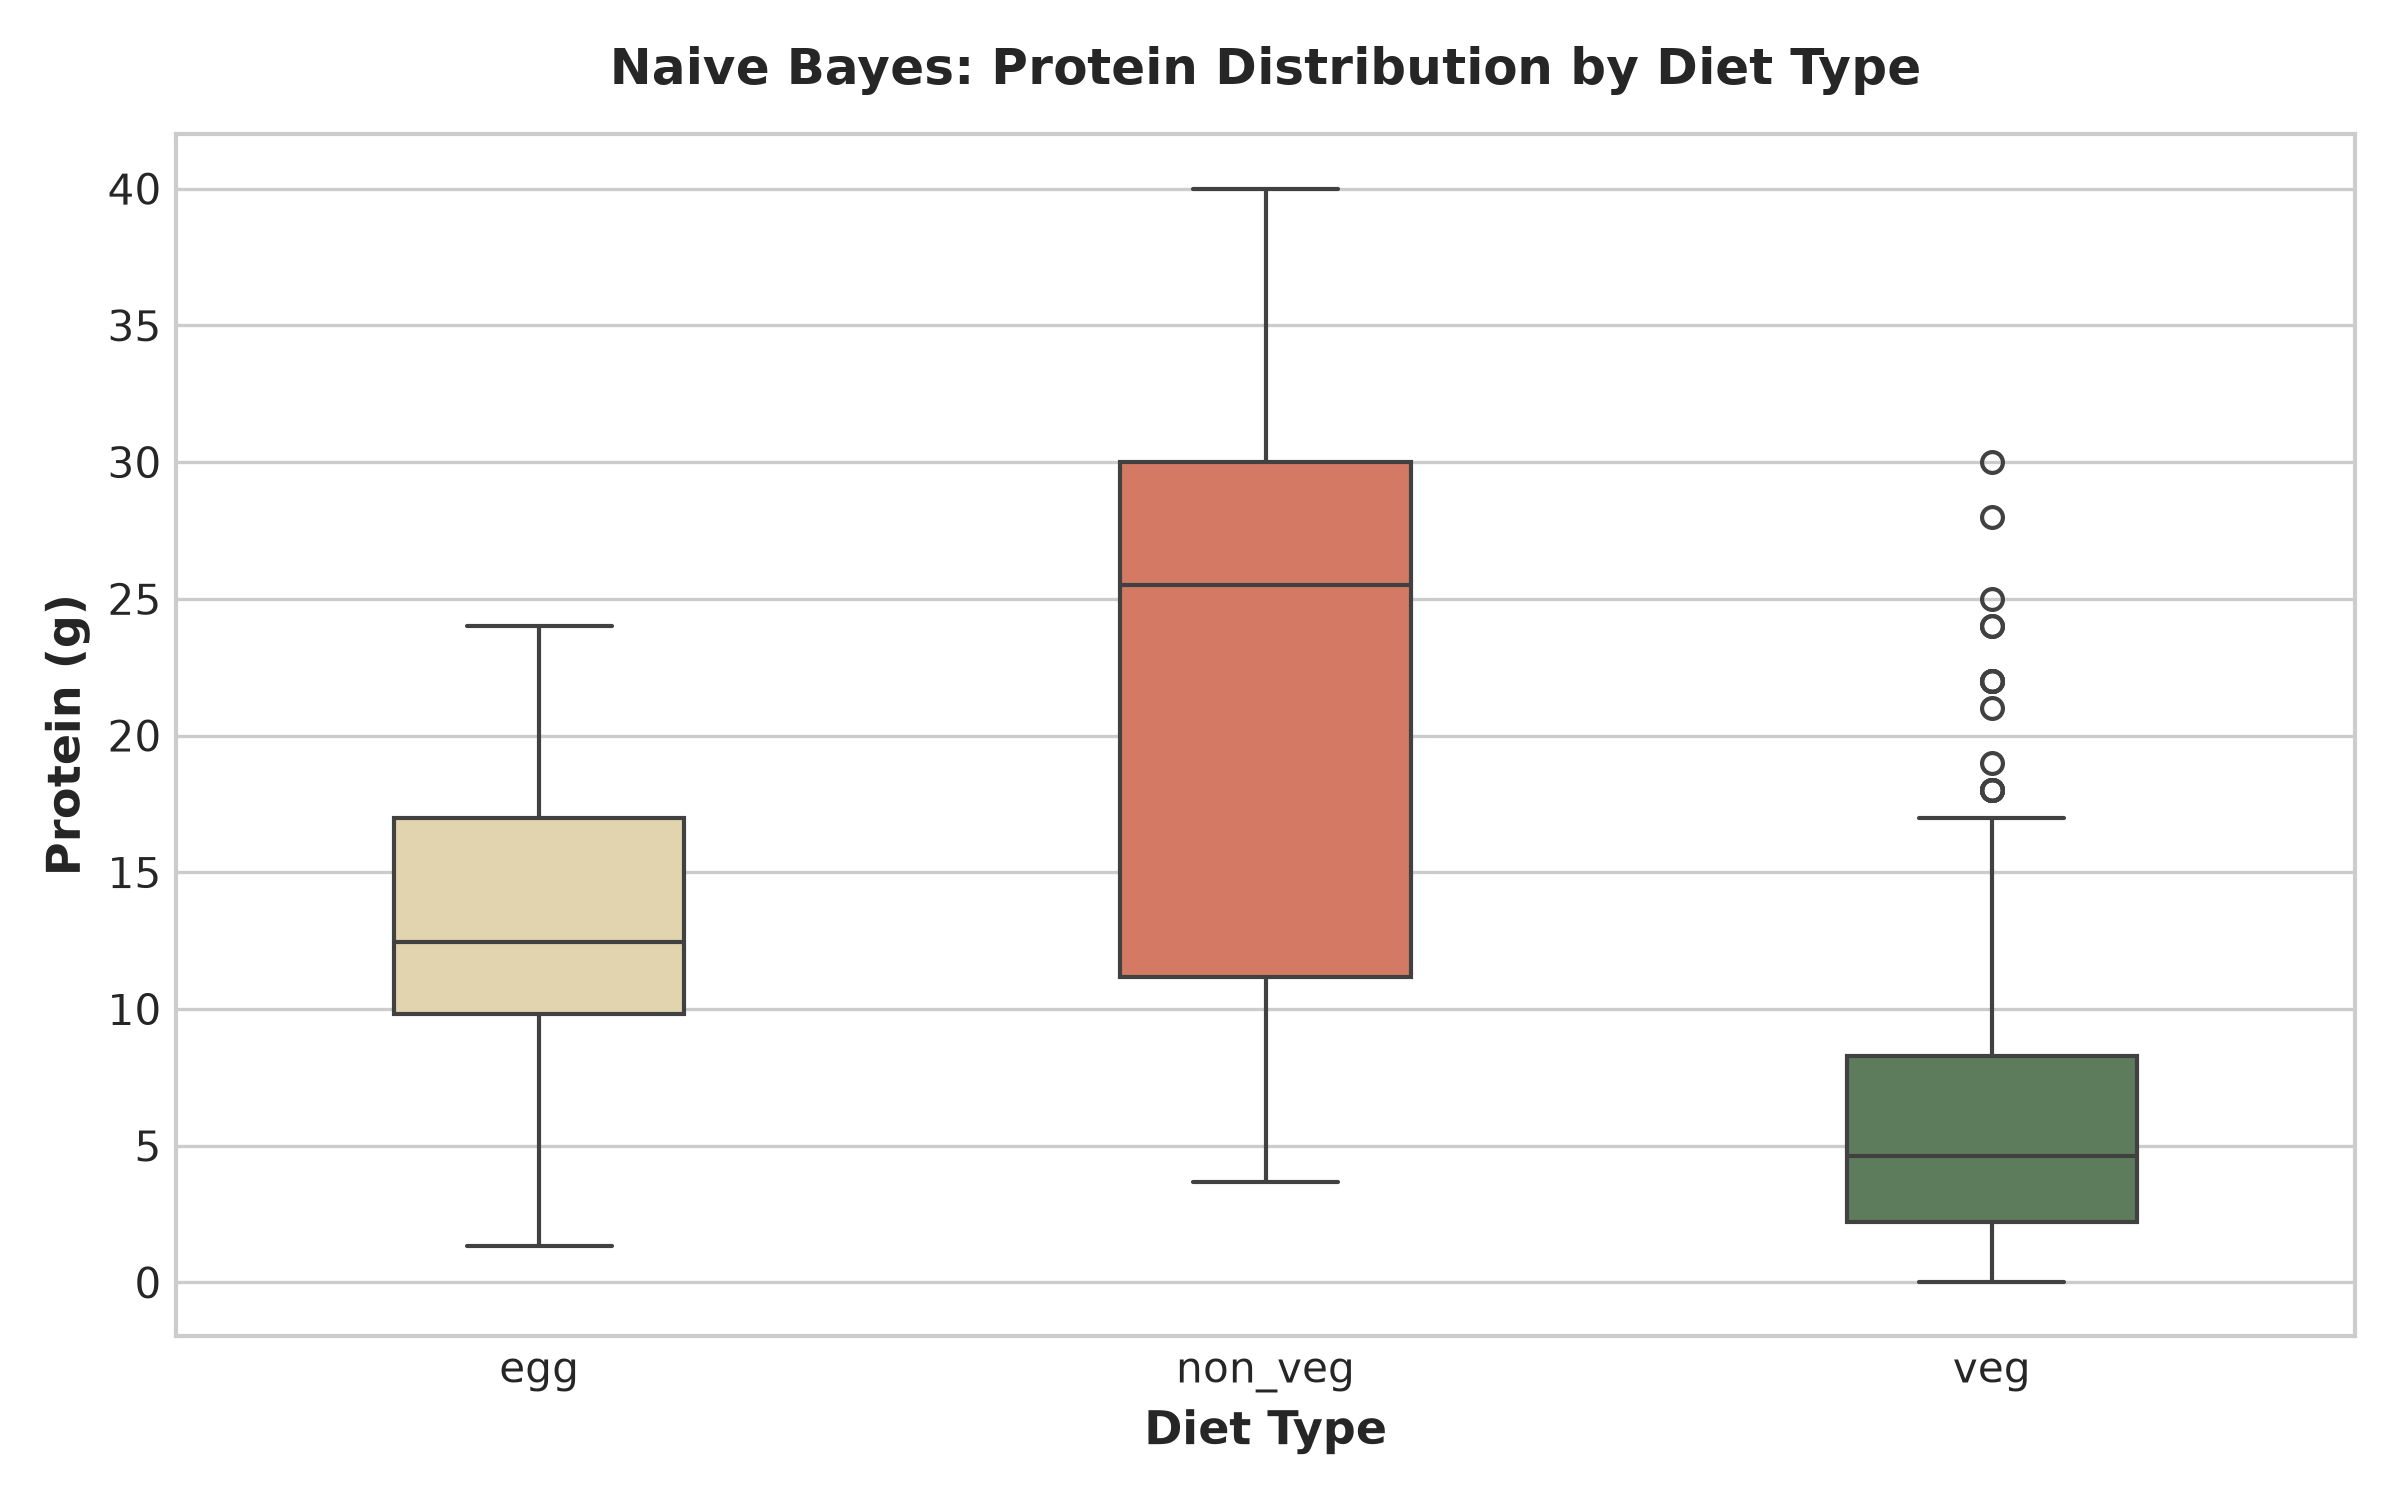 Naive Bayes: Protein Distribution by Diet Type
Protein (g)
40
35
30
25
20
15
10
5
0
egg non_veg veg
Diet Type